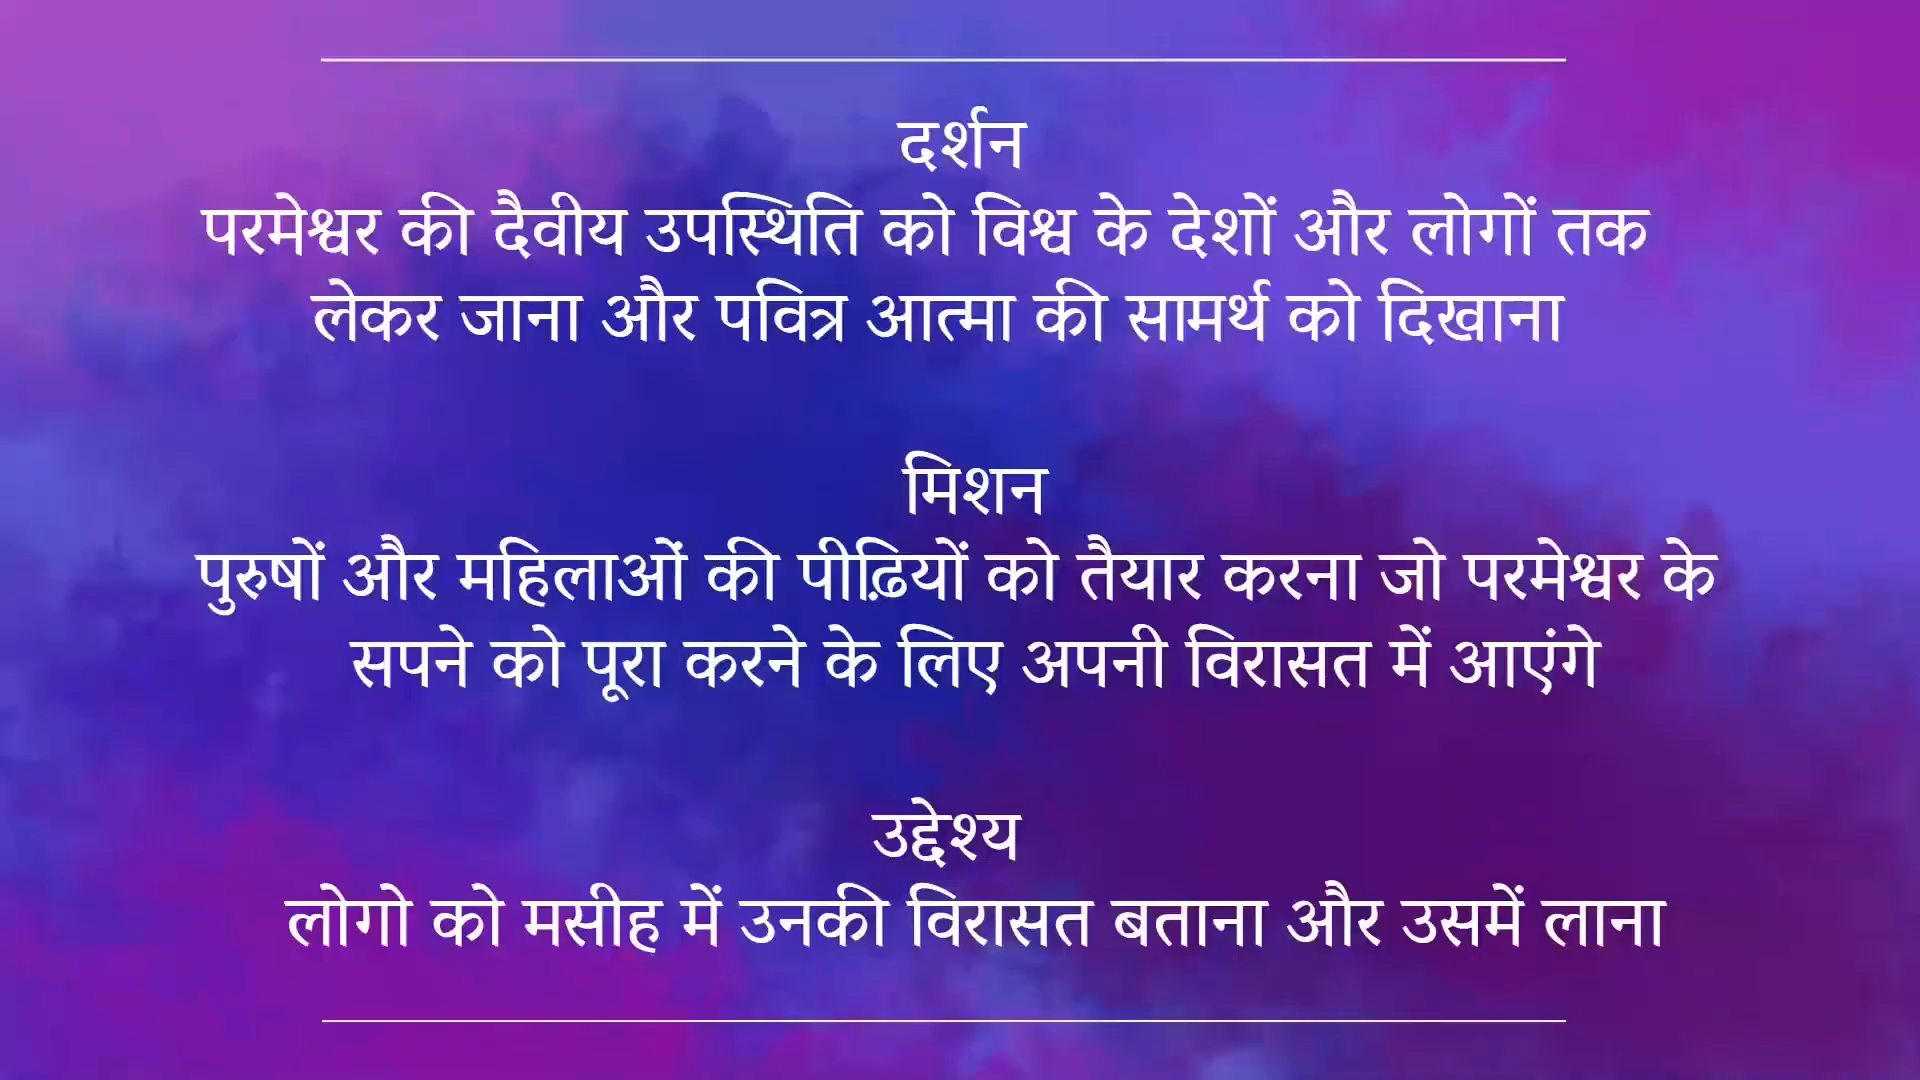 दर्शन
परमेश्वर की दैवीय उपस्थिति को विश्व के देशों और लोगों तक
लेकर जाना और पवित्र आत्मा की सामर्थ को दिखाना
मिशन
पुरुषों और महिलाओं की पीढ़ियों को तैयार करना जो परमेश्वर के
सपने को पूरा करने के लिए अपनी विरासत में आएंगे
उद्देश्य
लोगो को मसीह में उनकी विरासत बताना और उसमें लाना